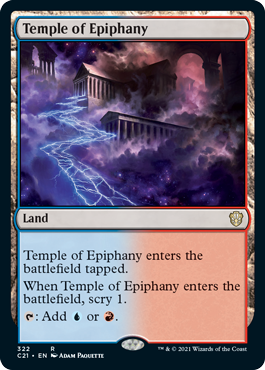 Temple of Epiphany
Land
Temple of Epiphany enters the
battlefield tapped.
When Temple of Epiphany enters the
battlefield, scry 1.
: Add or .
322 R
C21 • EN ADAM PAQUETTE
™ & © 2021 Wizards of the Coast